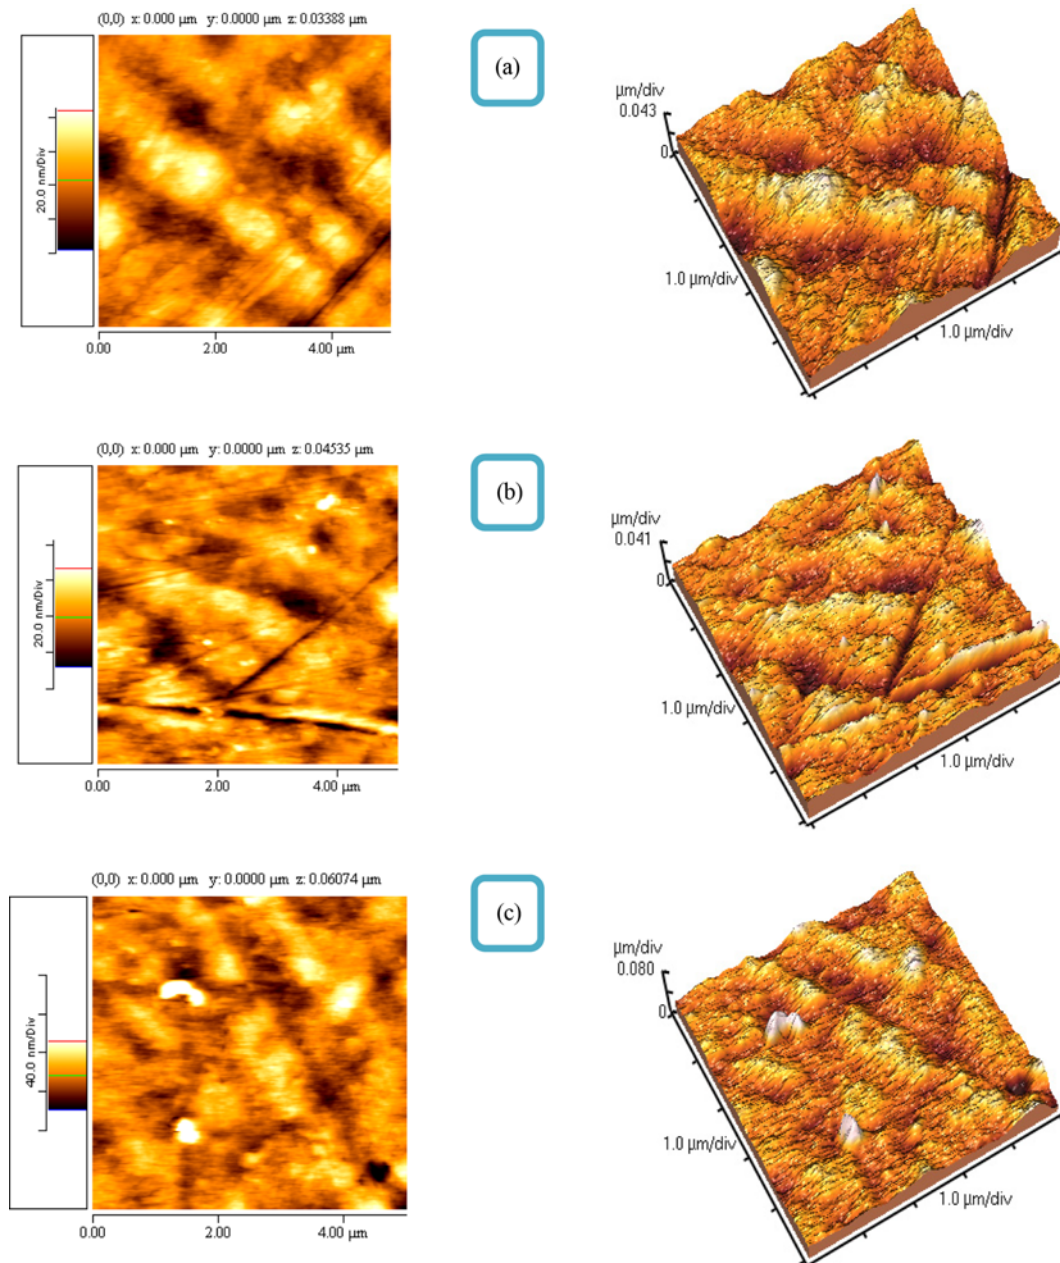 (0,0) x: 0.000 µm y: 0.0000 µm z: 0.03388 µm
20.0 nm/Div
0.00 2.00 4.00 µm
(a)
µm/div
0.043
0
1.0 µm/div
1.0 µm/div
(0,0) x: 0.000 µm y: 0.0000 µm z: 0.04535 µm
20.0 nm/Div
0.00 2.00 4.00 µm
(b)
µm/div
0.041
0
1.0 µm/div
1.0 µm/div
(0,0) x: 0.000 µm y: 0.0000 µm z: 0.06074 µm
40.0 nm/Div
0.00 2.00 4.00 µm
(c)
µm/div
0.080
0
1.0 µm/div
1.0 µm/div